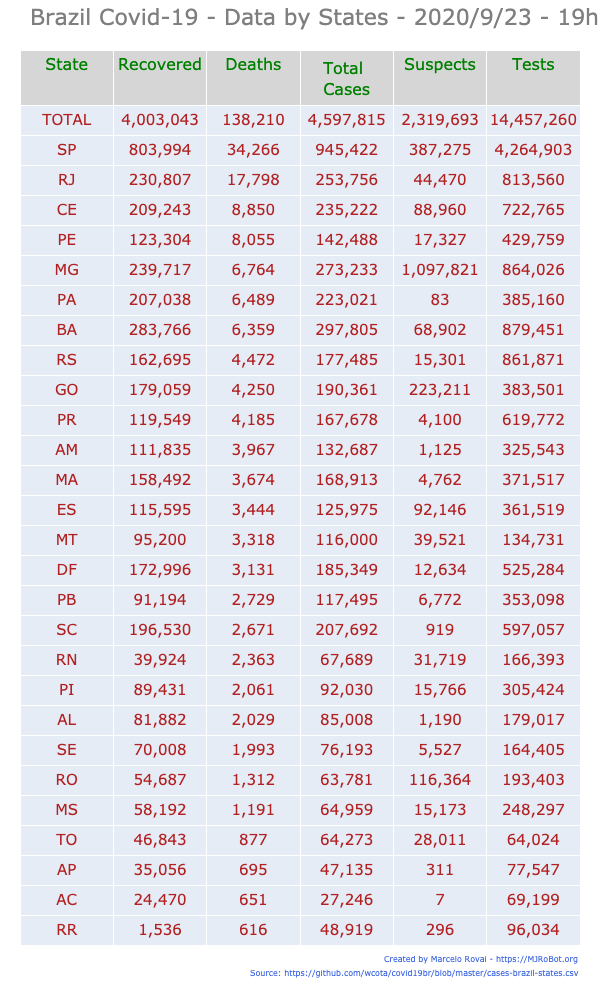 Brazil Covid-19 - Data by States - 2020/9/23 - 19h
State Recovered Deaths Total Cases Suspects Tests
TOTAL 4,003,043 138,210 4,597,815 2,319,693 14,457,260
SP 803,994 34,266 945,422 387,275 4,264,903
RJ 230,807 17,798 253,756 44,470 813,560
CE 209,243 8,850 235,222 88,960 722,765
PE 123,304 8,055 142,488 17,327 429,759
MG 239,717 6,764 273,233 1,097,821 864,026
PA 207,038 6,489 223,021 83 385,160
BA 283,766 6,359 297,805 68,902 879,451
RS 162,695 4,472 177,485 15,301 861,871
GO 179,059 4,250 190,361 223,211 383,501
PR 119,549 4,185 167,678 4,100 619,772
AM 111,835 3,967 132,687 1,125 325,543
MA 158,492 3,674 168,913 4,762 371,517
ES 115,595 3,444 125,975 92,146 361,519
MT 95,200 3,318 116,000 39,521 134,731
DF 172,996 3,131 185,349 12,634 525,284
PB 91,194 2,729 117,495 6,772 353,098
SC 196,530 2,671 207,692 919 597,057
RN 39,924 2,363 67,689 31,719 166,393
PI 89,431 2,061 92,030 15,766 305,424
AL 81,882 2,029 85,008 1,190 179,017
SE 70,008 1,993 76,193 5,527 164,405
RO 54,687 1,312 63,781 116,364 193,403
MS 58,192 1,191 64,959 15,173 248,297
TO 46,843 877 64,273 28,011 64,024
AP 35,056 695 47,135 311 77,547
AC 24,470 651 27,246 7 69,199
RR 1,536 616 48,919 296 96,034
Created by Marcelo Rovai - https://MJRoBot.org
Source: https://github.com/wcota/covid19br/blob/master/cases-brazil-states.csv